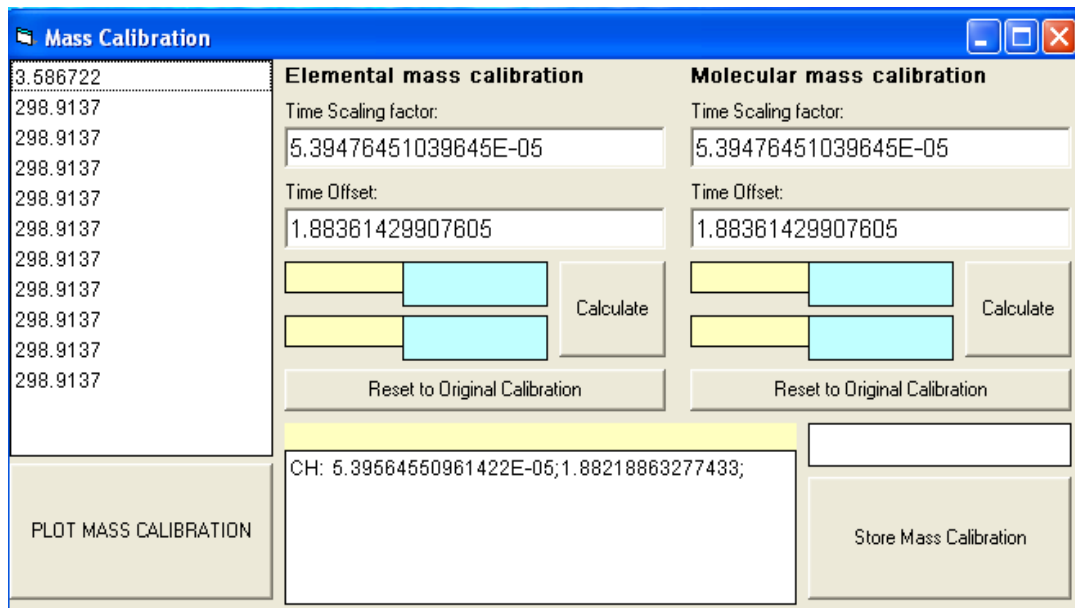 Mass Calibration
3.586722
298.9137
298.9137
298.9137
298.9137
298.9137
298.9137
298.9137
298.9137
298.9137
298.9137
PLOT MASS CALIBRATION
Elemental mass calibration
Time Scaling factor:
5.39476451039645E-05
Time Offset:
1.88361429907605
Calculate
Reset to Original Calibration
Molecular mass calibration
Time Scaling factor:
5.39476451039645E-05
Time Offset:
1.88361429907605
Calculate
Reset to Original Calibration
CH: 5.39564550961422E-05;1.88218863277433;
Store Mass Calibration